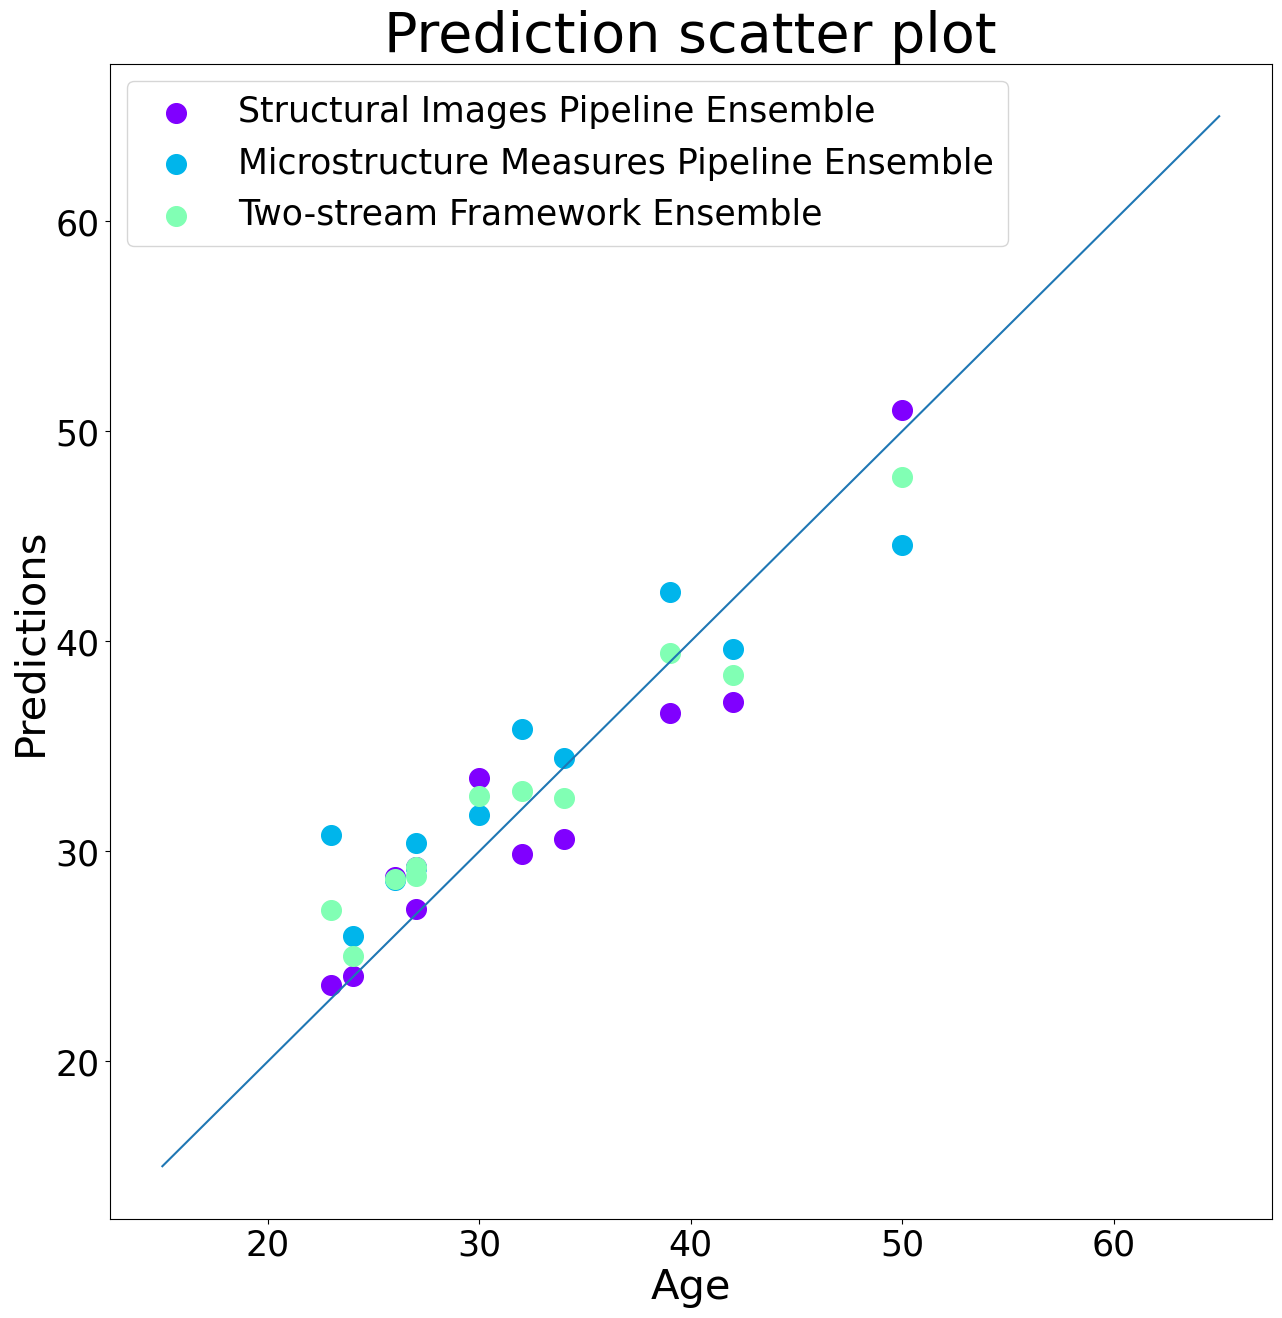 Prediction scatter plot
Structural Images Pipeline Ensemble
Microstructure Measures Pipeline Ensemble
Two-stream Framework Ensemble
60
50
40
30
20
Predictions
20 30 40 50 60
Age